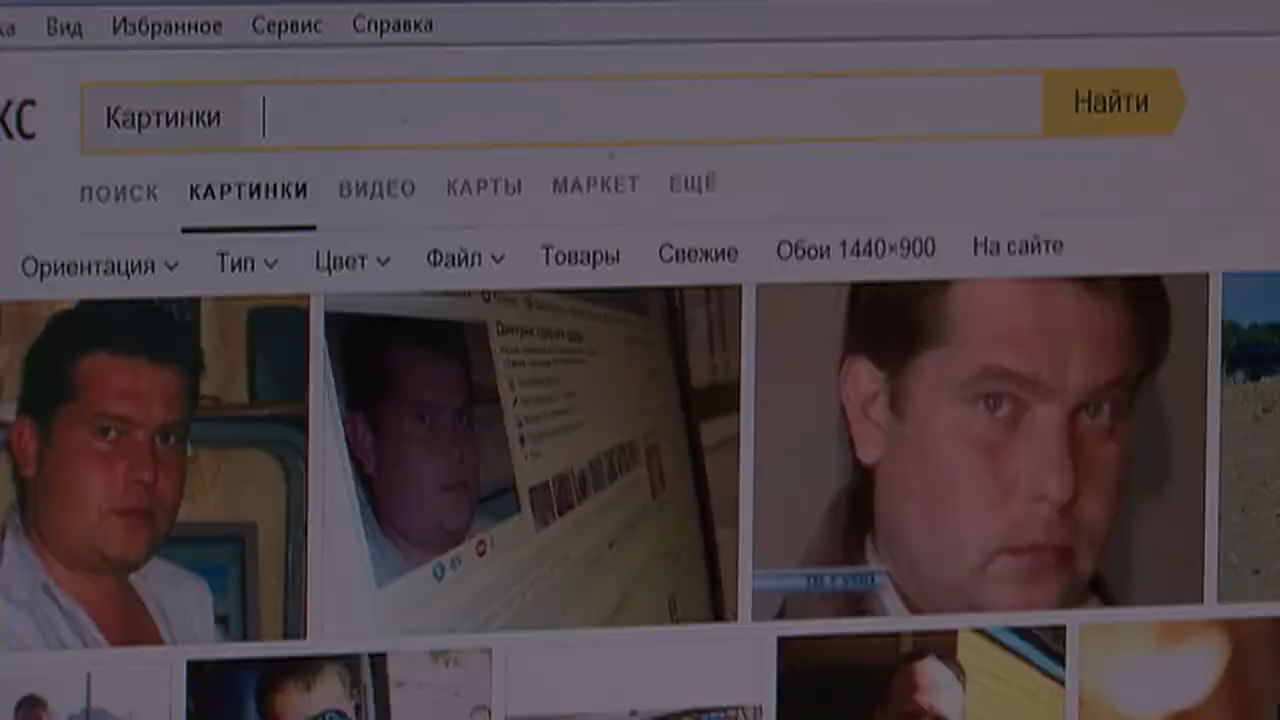 ка Вид Избранное Сервис Справка
кс Картинки Найти
ПОИСК КАРТИНКИ ВИДЕО КАРТЫ МАРКЕТ ЕЩЁ
Ориентация Тип Цвет Файл Товары Свежие Обои 1440×900 На сайте